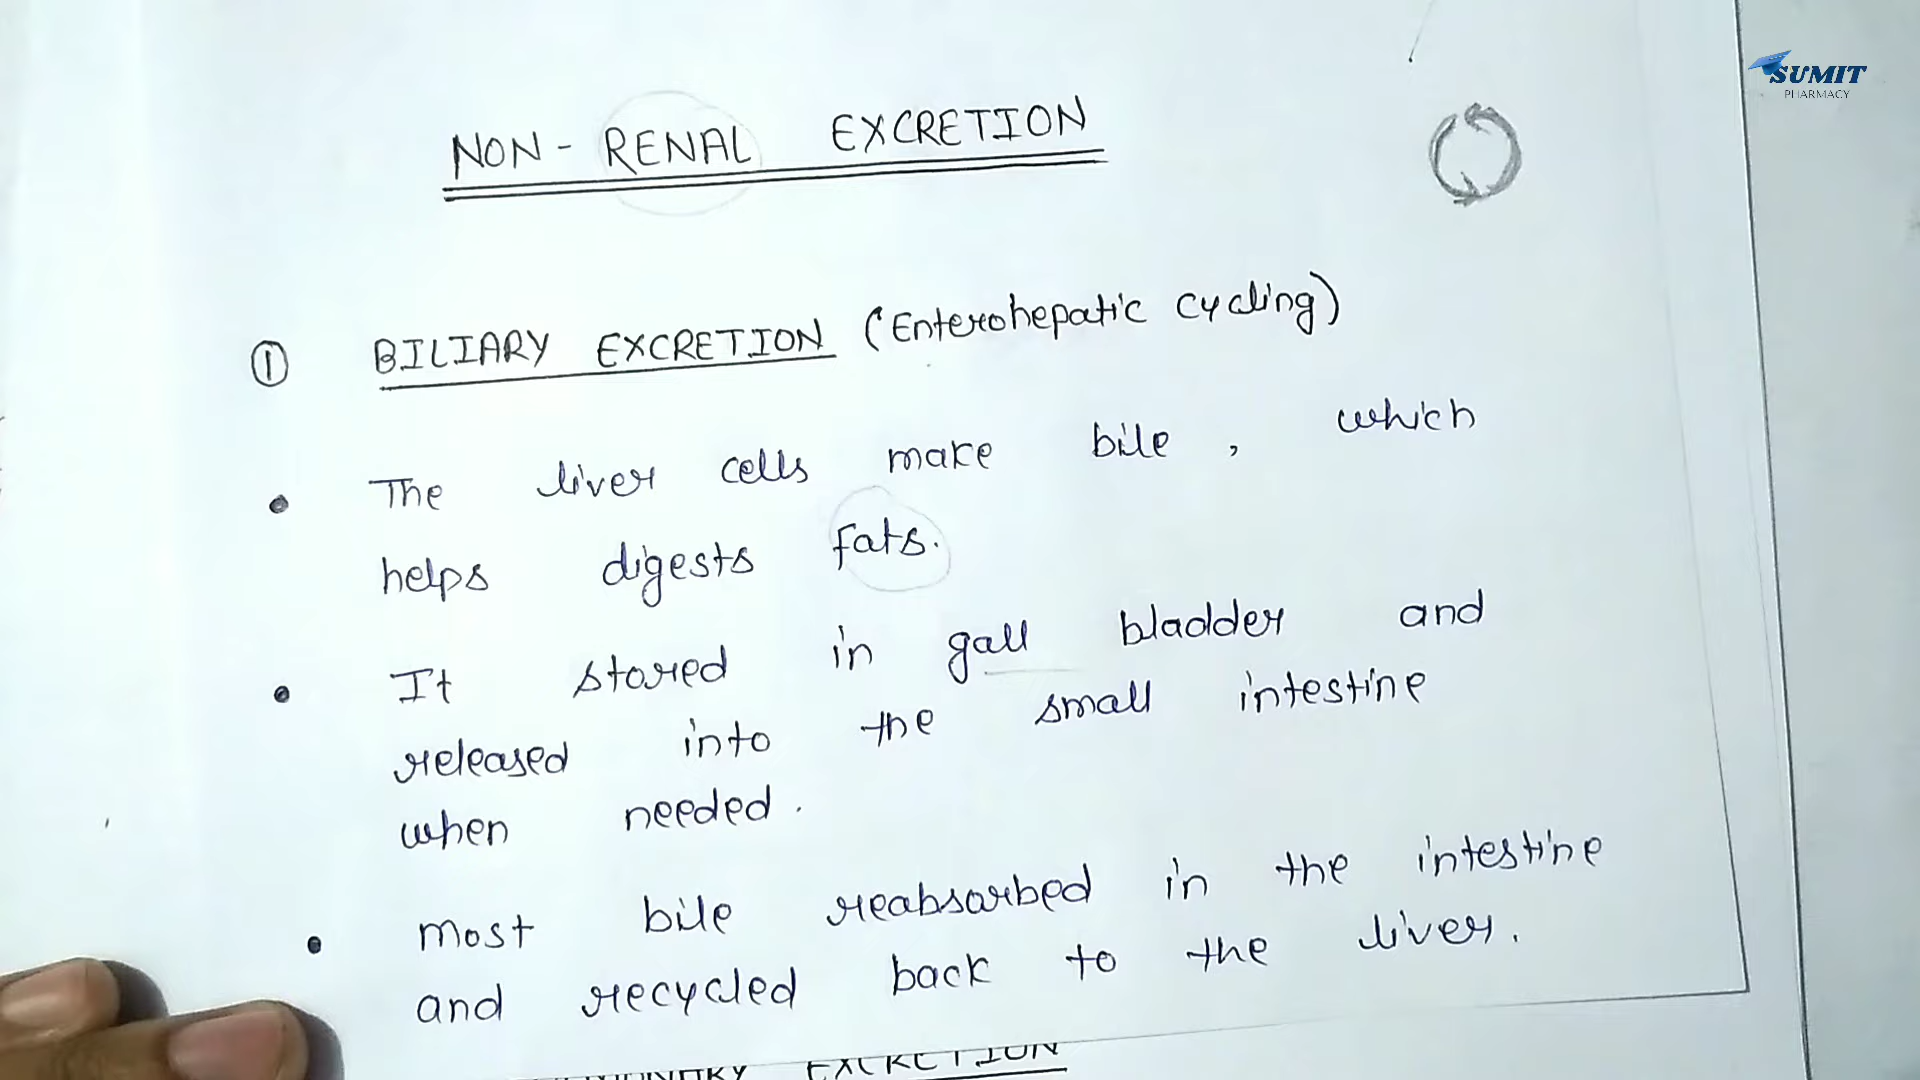 SUMIT
PHARMACY
NON-RENAL EXCRETION
① BILIARY EXCRETION (Enterohepatic cycling)
• The liver cells make bile, which
helps digests fats.
• It stored in gall bladder and
released into the small intestine
when needed.
• most bile reabsorbed in the intestine
and recycled back to the liver.
EXCRETION